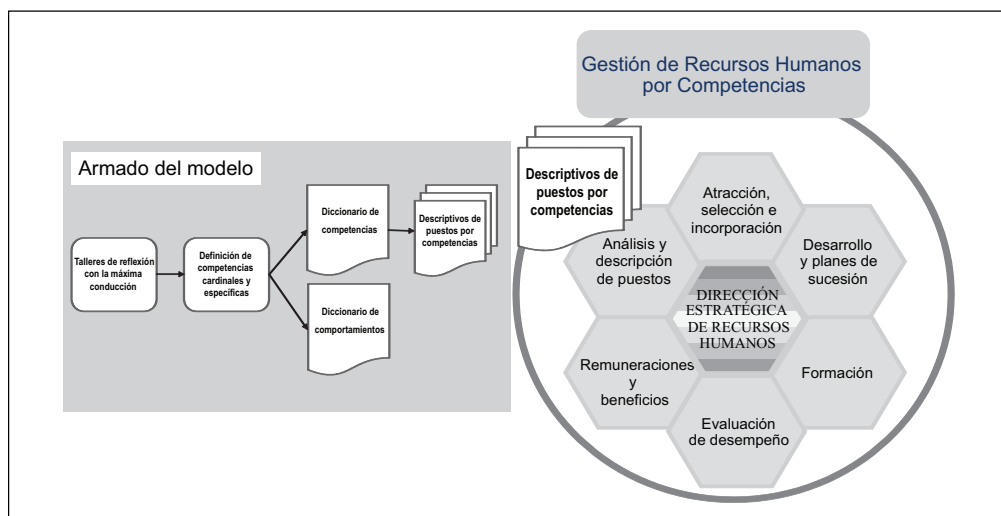 Gestión de Recursos Humanos
por Competencias
Armado del modelo
Talleres de reflexión
con la máxima
conducción
Definición de
competencias
cardinales y
específicas
Diccionario de
competencias
Descriptivos de
puestos por
competencias
Diccionario de
comportamientos
Descriptivos de
puestos por
competencias
Atracción,
selección e
incorporación
Análisis y
descripción
de puestos
Desarrollo
y planes de
sucesión
DIRECCIÓN
ESTRATÉGICA
DE RECURSOS
HUMANOS
Remuneraciones
y
beneficios
Formación
Evaluación
de desempeño